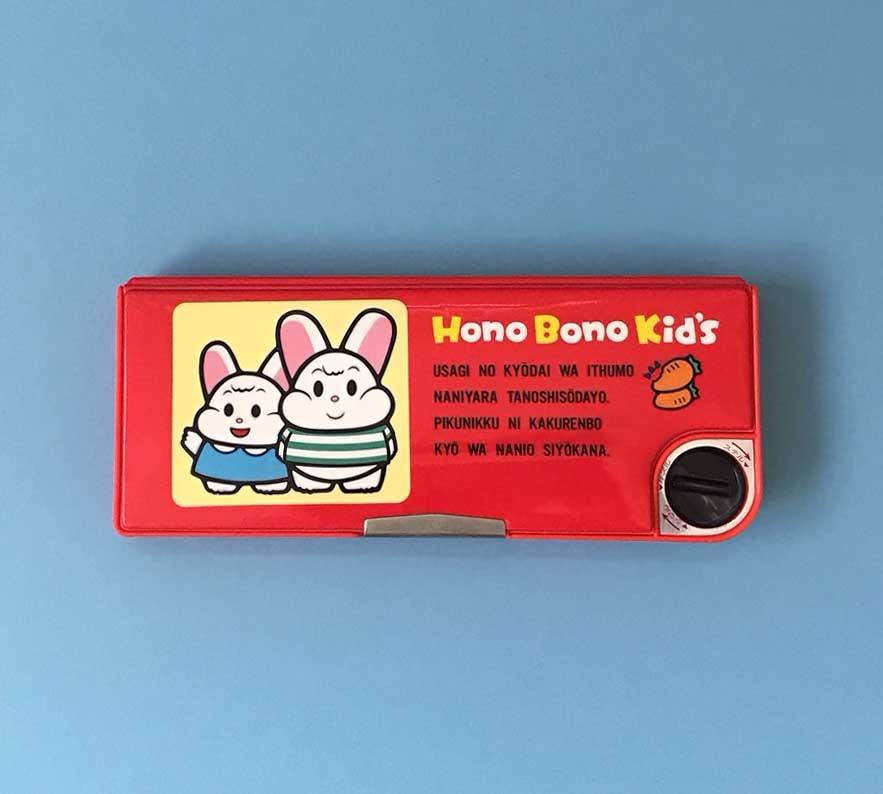 Hono Bono Kid's
USAGI NO KYŌDAI WA ITHUMO
NANIYARA TANOSHISŌDAYO.
PIKUNIKKU NI KAKURENBO
KYŌ WA NANIO SIYŌKANA.